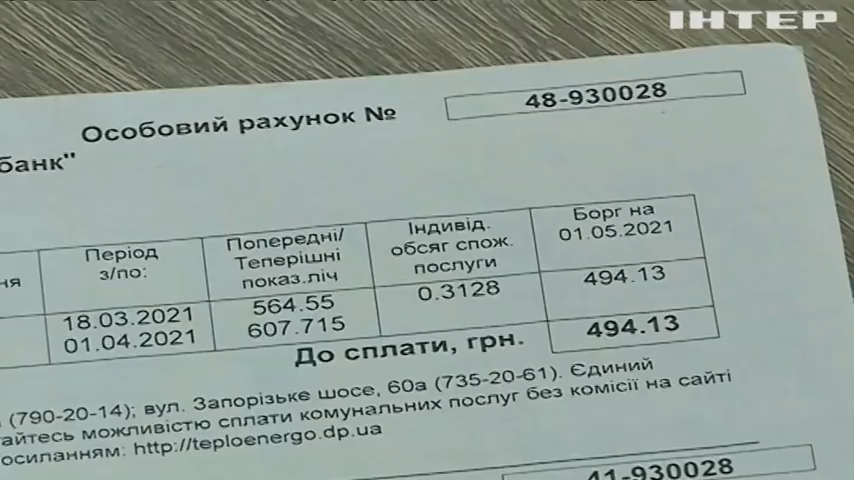 ІНТЕР
Особовий рахунок № 48-930028
банк"
Період з/по:
Попередні/ Теперішні показ.ліч
Індивід. обсяг спож. послуги
Борг на 01.05.2021
18.03.2021 564.55 0.3128 494.13
01.04.2021 607.715
До сплати, грн. 494.13
(790-20-14); вул. Запорізьке шосе, 60а (735-20-61). Єдиний
можливістю сплати комунальних послуг без комісії на сайті
http://teploenergo.dp.ua
41-930028